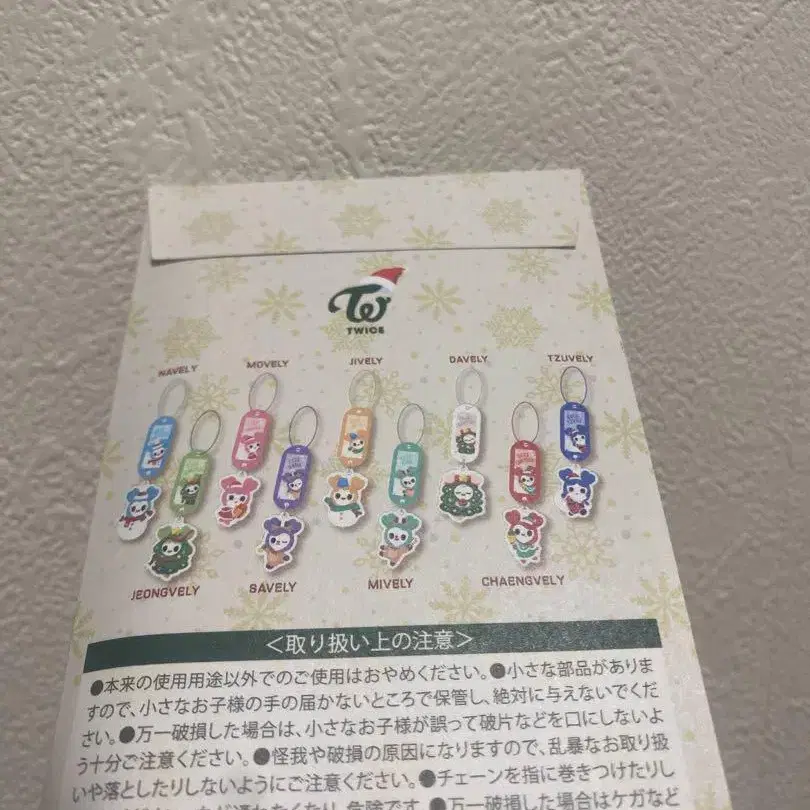 TWICE
NAVELY MOVELY JIVELY DAVELY TZUVELY
JEONGVELY SAVELY MIVELY CHAENGVELY
<取り扱い上の注意>
●本来の使用用途以外でのご使用はおやめください。●小さな部品がありま
すので、小さなお子様の手の届かないところで保管し、絶対に与えないでくだ
さい。●万一破損した場合は、小さなお子様が誤って破片などを口にしないよ
う十分ご注意ください。●怪我や破損の原因になりますので、乱暴なお取り扱
いや落としたりしないようにご注意ください。●チェーンを指に巻きつけたりし
危険です。●万一破損した場合はケガなど